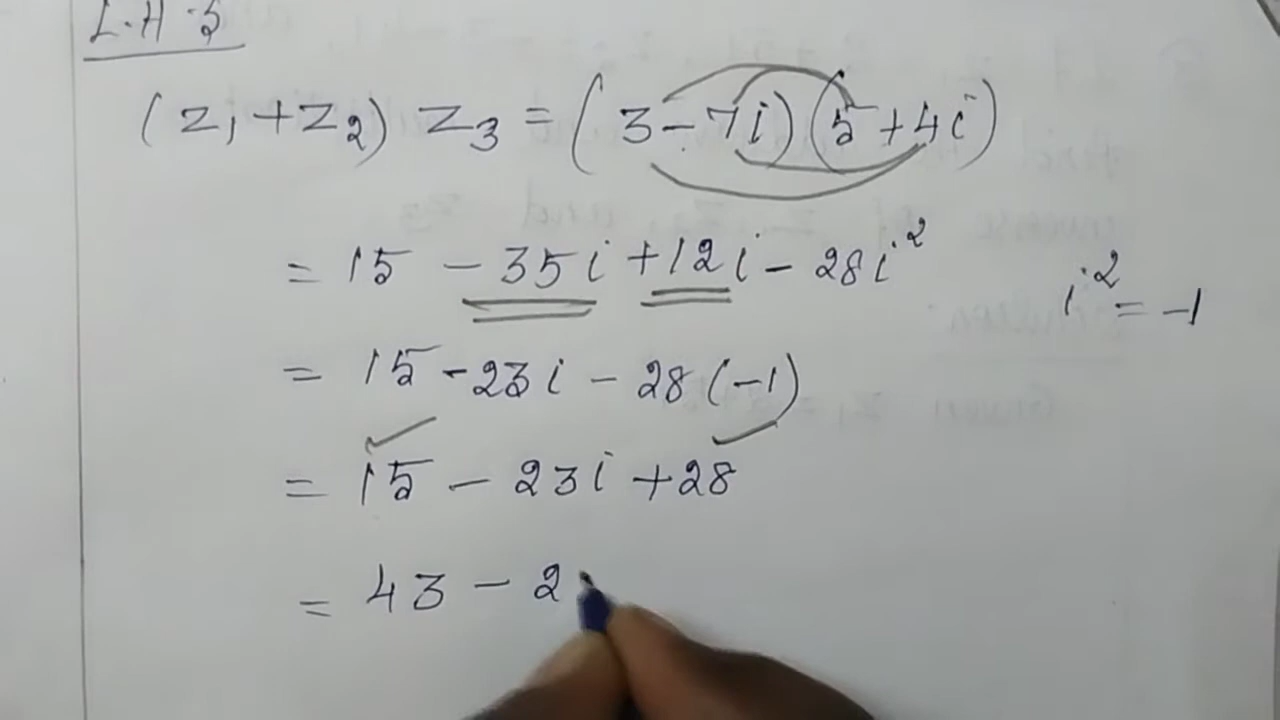 L.H.S
(z₁+z₂) z₃ = (3-7i)(5+4i)
= 15 - 35i + 12i - 28i² i² = -1
= 15 - 23i - 28(-1)
= 15 - 23i + 28
= 43 - 2